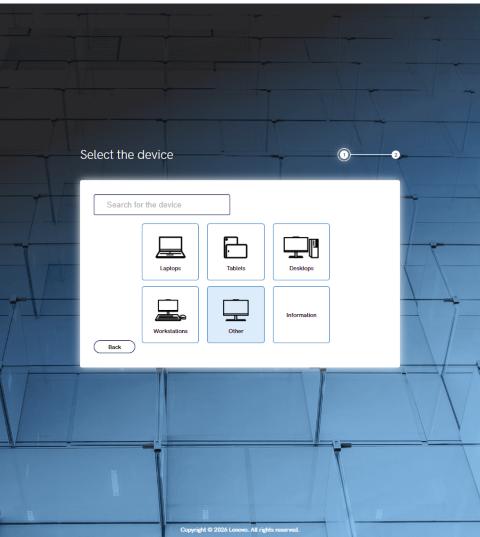 Select the device
1
2
Search for the device
Laptops
Tablets
Desktops
Workstations
Other
Information
Back
Copyright © 2026 Lenovo. All rights reserved.